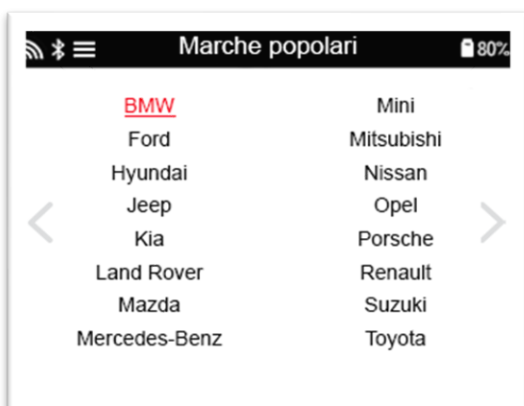 Marche popolari
80%
BMW
Ford
Hyundai
Jeep
Kia
Land Rover
Mazda
Mercedes-Benz
Mini
Mitsubishi
Nissan
Opel
Porsche
Renault
Suzuki
Toyota